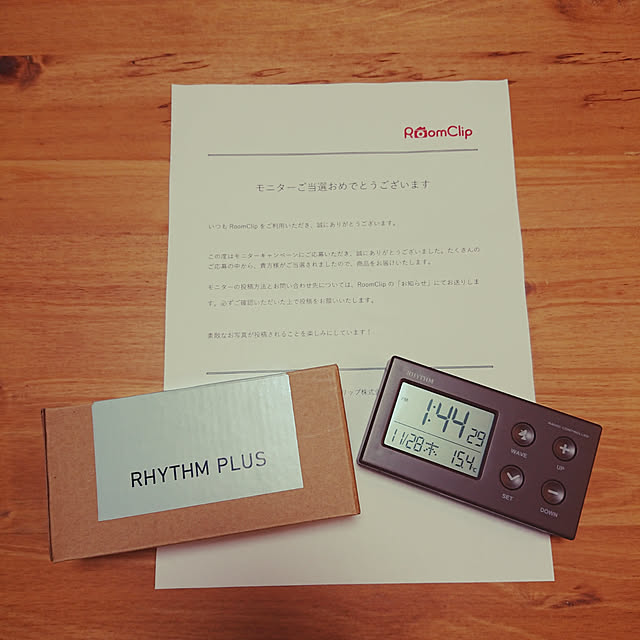 RoomClip
モニターご当選おめでとうございます
いつも RoomClip をご利用いただき、誠にありがとうございます。
この度はモニターキャンペーンにご応募いただき、誠にありがとうございました。たくさんの
ご応募の中から、貴方様がご当選されましたので、商品をお届けいたします。
モニターの投稿方法とお問い合わせ先については、RoomClip の「お知らせ」にてお送りしま
す。必ずご確認いただいた上で投稿をお願いいたします。
素敵なお写真が投稿されることを楽しみにしています！
リップ株式
RHYTHM PLUS
RHYTHM
RADIO CONTROLLED
PM 1:44 29
11/28:木 15.4℃
WAVE
UP
SET
DOWN